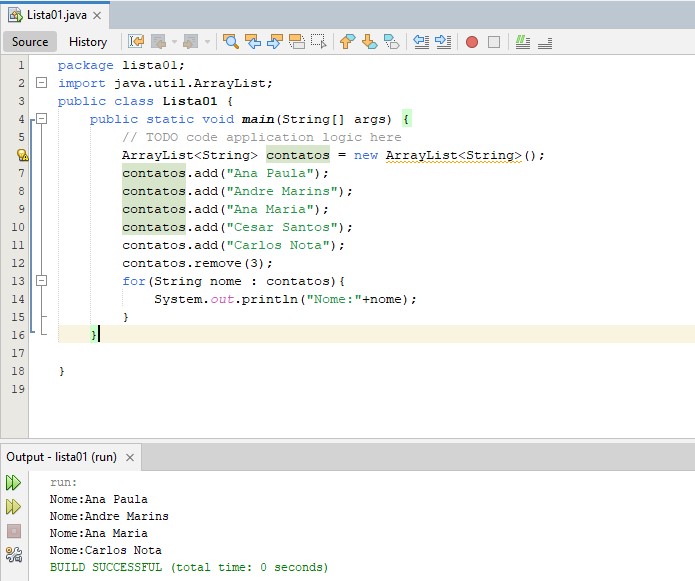 Lista01.java
Source History
1 package lista01;
2 import java.util.ArrayList;
3 public class Lista01 {
4 public static void main(String[] args) {
5 // TODO code application logic here
ArrayList<String> contatos = new ArrayList<String>();
7 contatos.add("Ana Paula");
8 contatos.add("Andre Marins");
9 contatos.add("Ana Maria");
10 contatos.add("Cesar Santos");
11 contatos.add("Carlos Nota");
12 contatos.remove(3);
13 for(String nome : contatos){
14 System.out.println("Nome:"+nome);
15 }
16 }
17
18 }
19
Output - lista01 (run)
run:
Nome:Ana Paula
Nome:Andre Marins
Nome:Ana Maria
Nome:Carlos Nota
BUILD SUCCESSFUL (total time: 0 seconds)